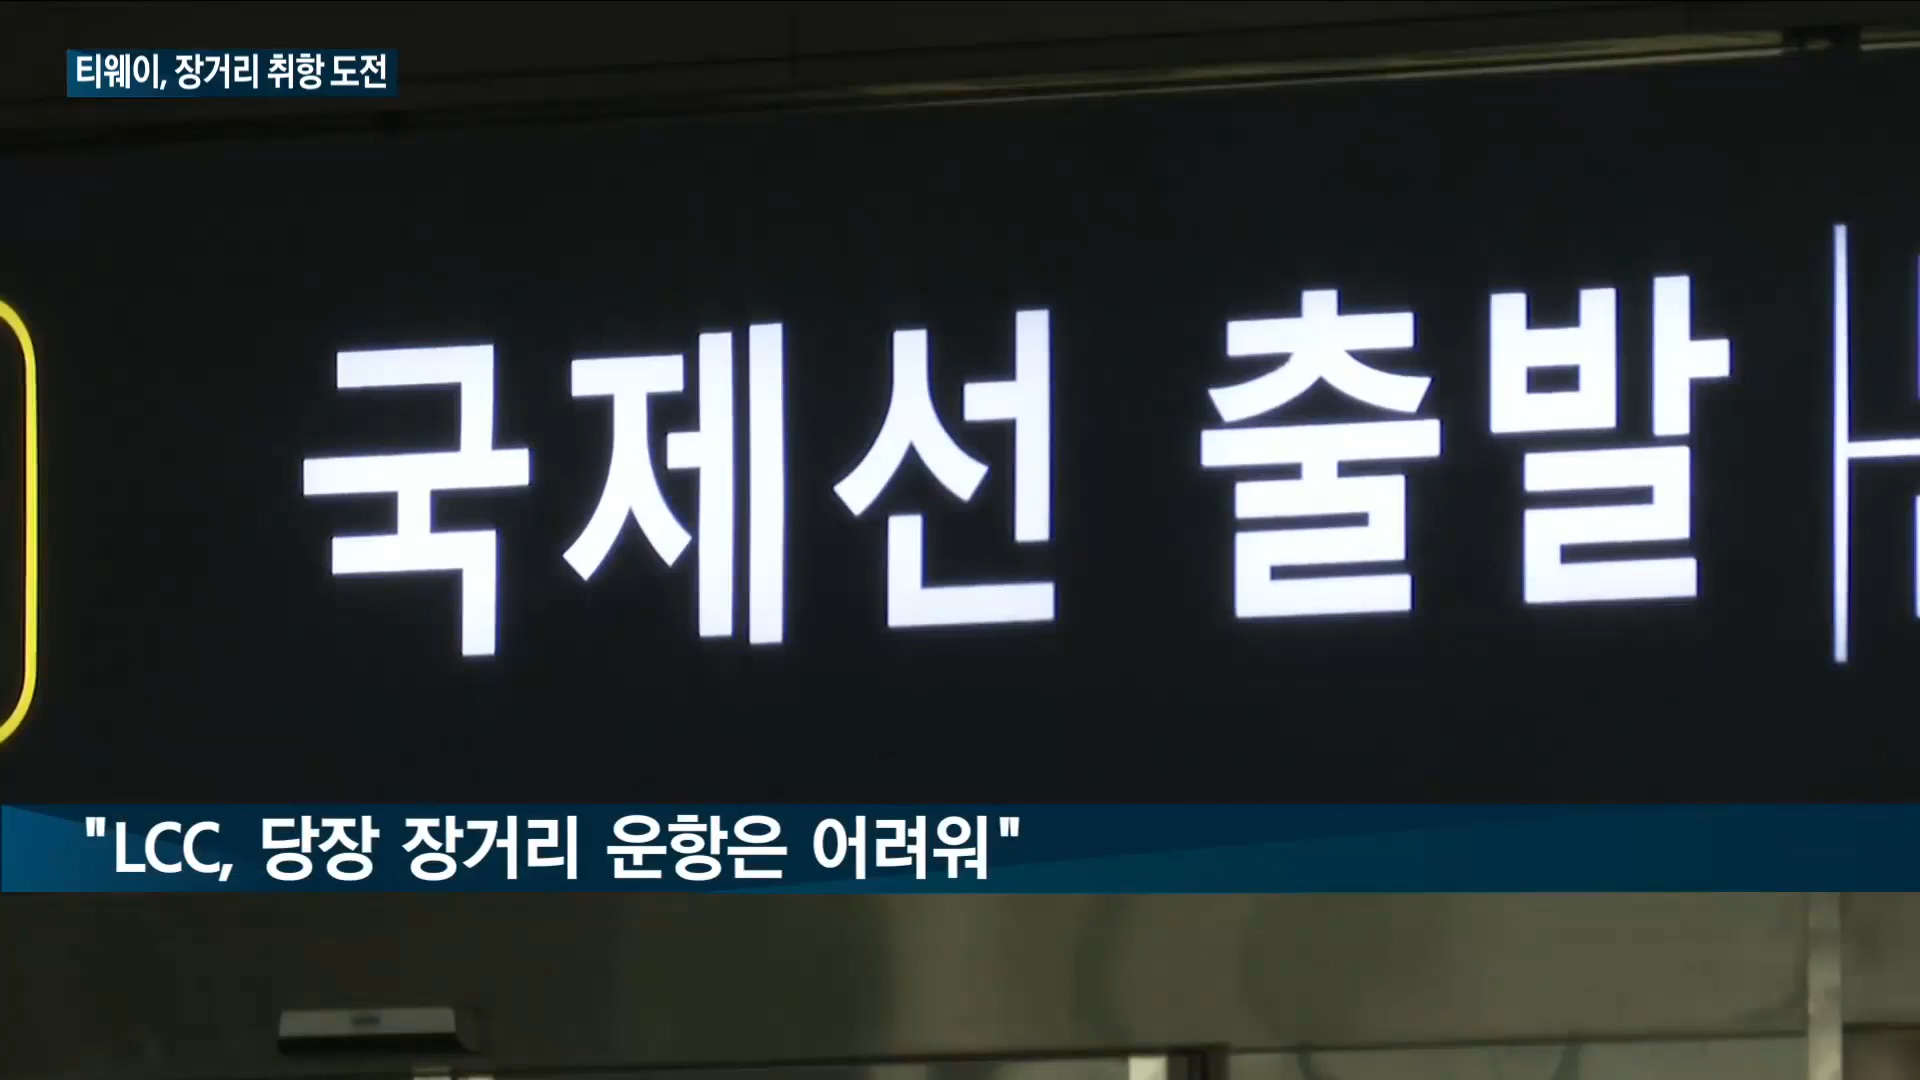 티웨이, 장거리 취항 도전
국제선 출발
"LCC, 당장 장거리 운항은 어려워"